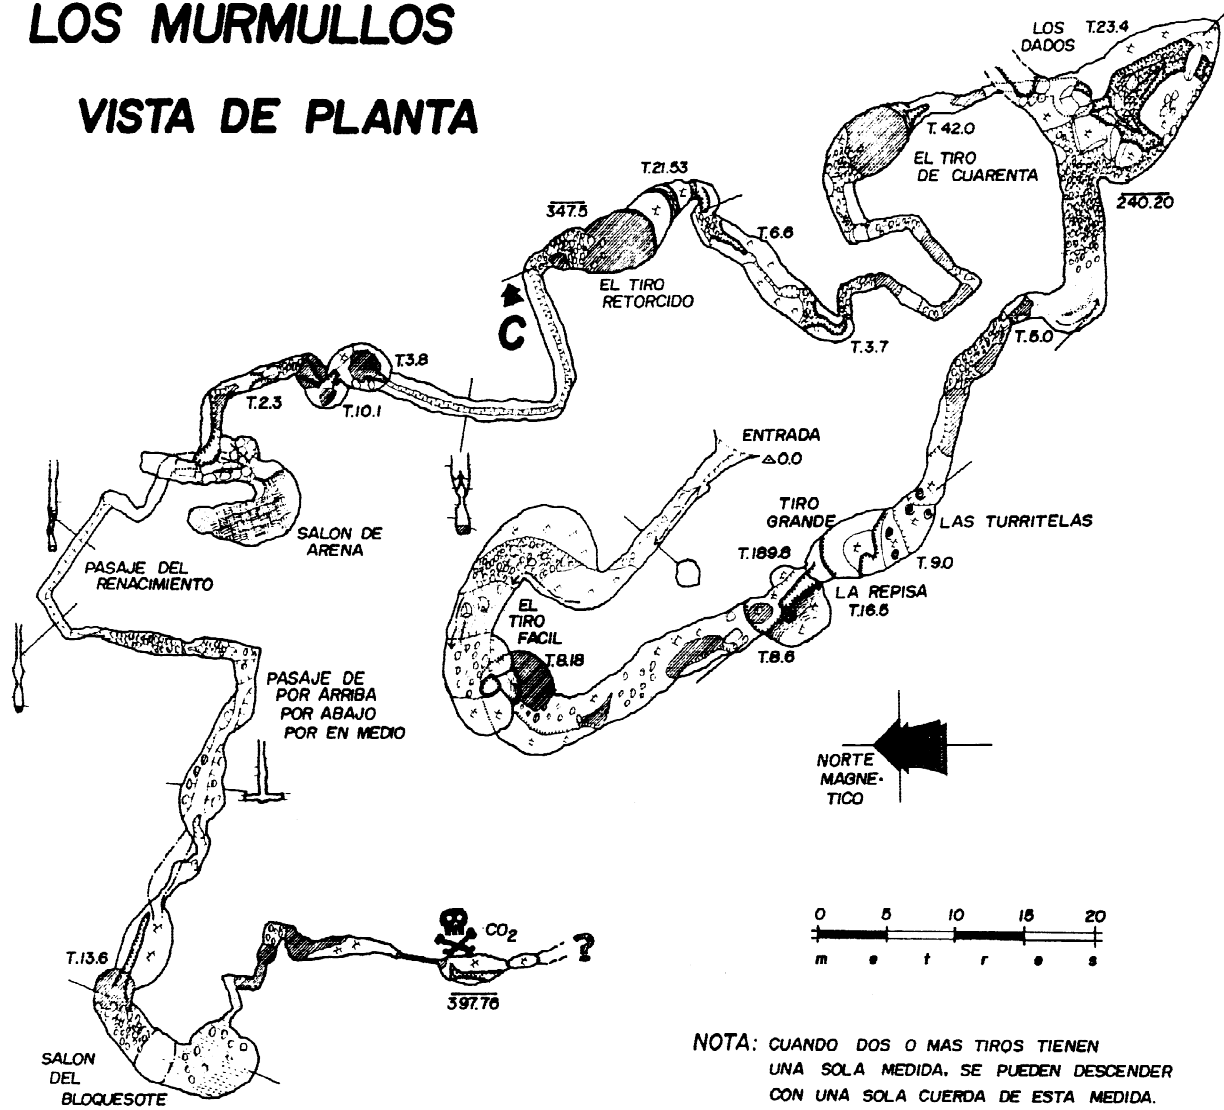 LOS MURMULLOS
VISTA DE PLANTA
LOS
DADOS
T.23.4
T.42.0
EL TIRO
DE CUARENTA
240.20
T.21.53
347.5
T.6.6
EL TIRO
RETORCIDO
C
T.3.7
T.5.0
T.3.8
T.2.3
T.10.1
ENTRADA
0.0
TIRO
GRANDE
LAS TURRITELAS
SALON DE
ARENA
T.189.8
T.9.0
PASAJE DEL
RENACIMIENTO
LA REPISA
T.16.5
EL
TIRO
FACIL
T.8.18
T.8.6
PASAJE DE
POR ARRIBA
POR ABAJO
POR EN MEDIO
NORTE
MAGNE-
TICO
CO2
?
T.13.6
397.76
0 5 10 15 20
metros
SALON
DEL
BLOQUESOTE
NOTA: CUANDO DOS O MAS TIROS TIENEN
UNA SOLA MEDIDA, SE PUEDEN DESCENDER
CON UNA SOLA CUERDA DE ESTA MEDIDA.